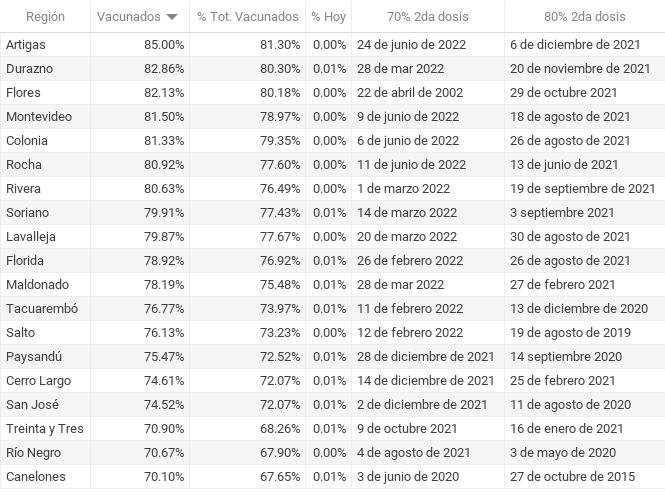 Región Vacunados % Tot. Vacunados % Hoy 70% 2da dosis 80% 2da dosis
Artigas 85.00% 81.30% 0.00% 24 de junio de 2022 6 de diciembre de 2021
Durazno 82.86% 80.30% 0.01% 28 de mar 2022 20 de noviembre de 2021
Flores 82.13% 80.18% 0.00% 22 de abril de 2002 29 de octubre 2021
Montevideo 81.50% 78.97% 0.00% 9 de junio de 2022 18 de agosto de 2021
Colonia 81.33% 79.35% 0.00% 6 de junio de 2022 26 de agosto de 2021
Rocha 80.92% 77.60% 0.00% 11 de junio de 2022 13 de junio de 2021
Rivera 80.63% 76.49% 0.00% 1 de marzo 2022 19 de septiembre de 2021
Soriano 79.91% 77.43% 0.01% 14 de marzo 2022 3 septiembre 2021
Lavalleja 79.87% 77.67% 0.00% 20 de marzo 2022 30 de agosto de 2021
Florida 78.92% 76.92% 0.01% 26 de febrero 2022 26 de agosto de 2021
Maldonado 78.19% 75.48% 0.01% 28 de mar 2022 27 de febrero 2021
Tacuarembó 76.77% 73.97% 0.01% 11 de febrero 2022 13 de diciembre de 2020
Salto 76.13% 73.23% 0.00% 12 de febrero 2022 19 de agosto de 2019
Paysandú 75.47% 72.52% 0.01% 28 de diciembre de 2021 14 septiembre 2020
Cerro Largo 74.61% 72.07% 0.01% 14 de diciembre de 2021 25 de febrero 2021
San José 74.52% 72.07% 0.01% 2 de diciembre de 2021 11 de agosto de 2020
Treinta y Tres 70.90% 68.26% 0.01% 9 de octubre 2021 16 de enero de 2021
Río Negro 70.67% 67.90% 0.00% 4 de agosto de 2021 3 de mayo de 2020
Canelones 70.10% 67.65% 0.01% 3 de junio de 2020 27 de octubre de 2015